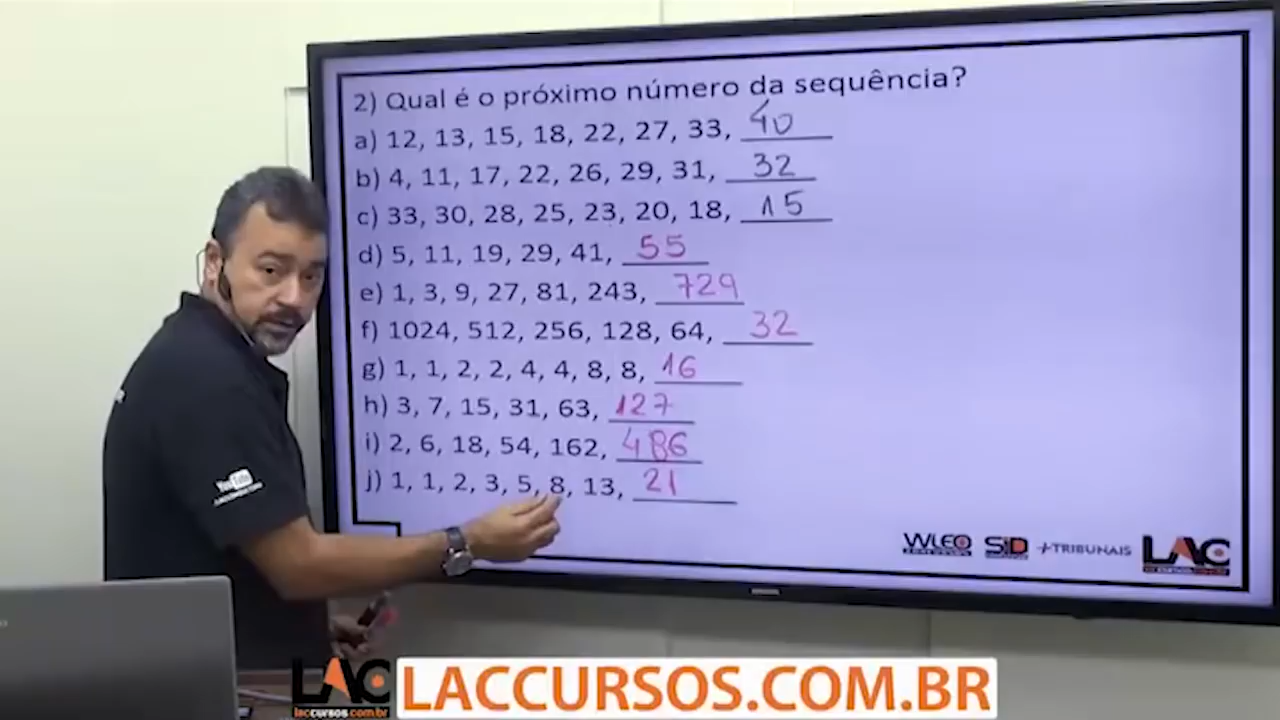 2) Qual é o próximo número da sequência?
a) 12, 13, 15, 18, 22, 27, 33, 40
b) 4, 11, 17, 22, 26, 29, 31, 32
c) 33, 30, 28, 25, 23, 20, 18, 15
d) 5, 11, 19, 29, 41, 55
e) 1, 3, 9, 27, 81, 243, 729
f) 1024, 512, 256, 128, 64, 32
g) 1, 1, 2, 2, 4, 4, 8, 8, 16
h) 3, 7, 15, 31, 63, 127
i) 2, 6, 18, 54, 162, 486
j) 1, 1, 2, 3, 5, 8, 13, 21
YouTube
WLEO SID +TRIBUNAIS LAC
LAC
laccursos.com.br
LACCURSOS.COM.BR